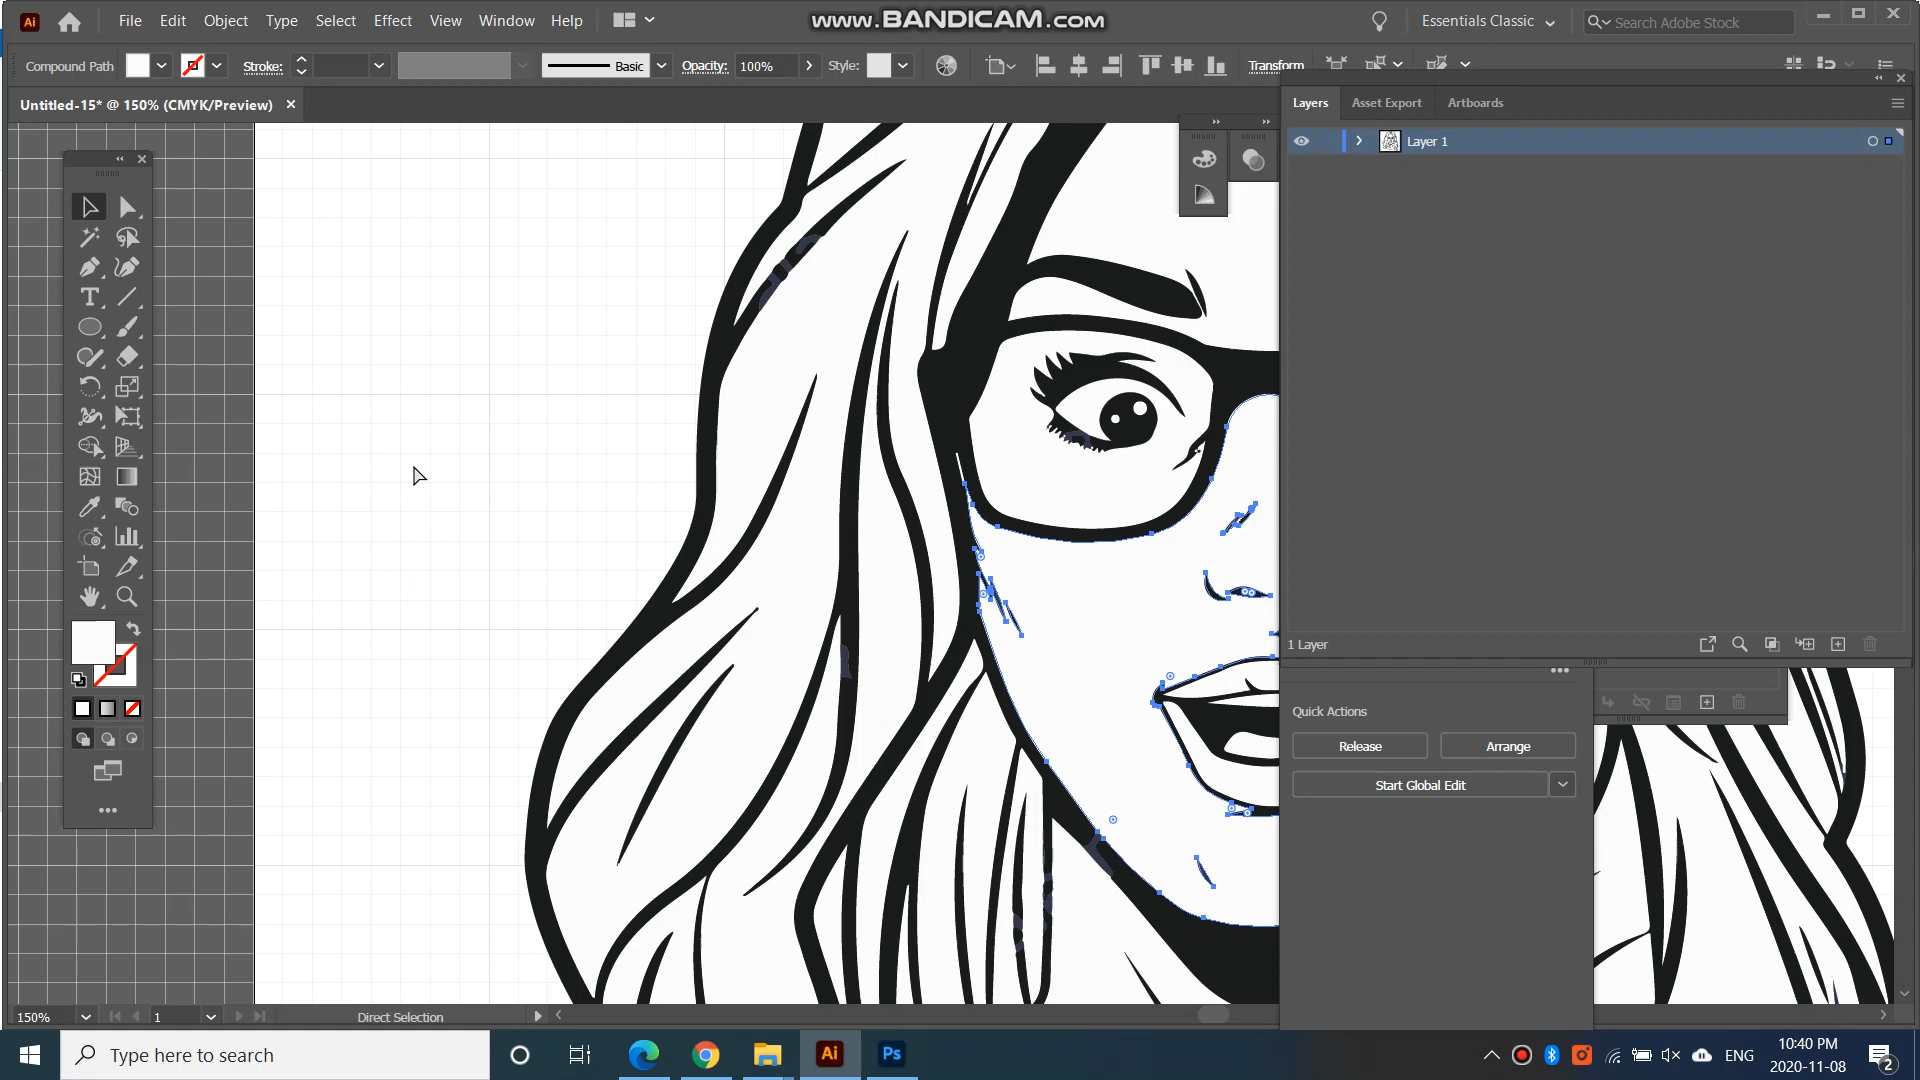 Ai File Edit Object Type Select Effect View Window Help www.BANDICAM.com Essentials Classic Search Adobe Stock
Compound Path Stroke: Basic Opacity: 100% Style: Transform
Untitled-15* @ 150% (CMYK/Preview)
Layers Asset Export Artboards
Layer 1
1 Layer
Quick Actions
Release Arrange
Start Global Edit
150% 1 Direct Selection
Type here to search Ai Ps ENG 10:40 PM
2020-11-08 2